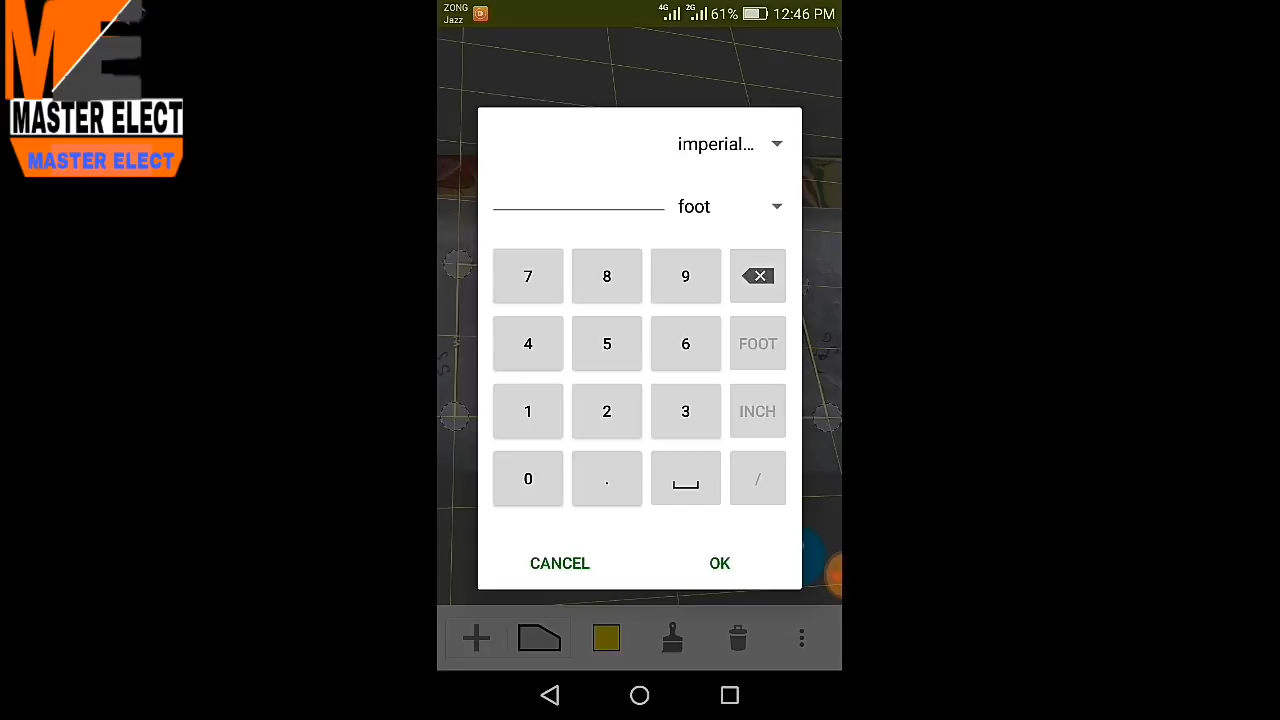 ZONG
Jazz
4G 2G 61% 12:46 PM
ME
MASTER ELECT
MASTER ELECT
imperial...
foot
7 8 9
4 5 6 FOOT
1 2 3 INCH
0 . /
CANCEL OK